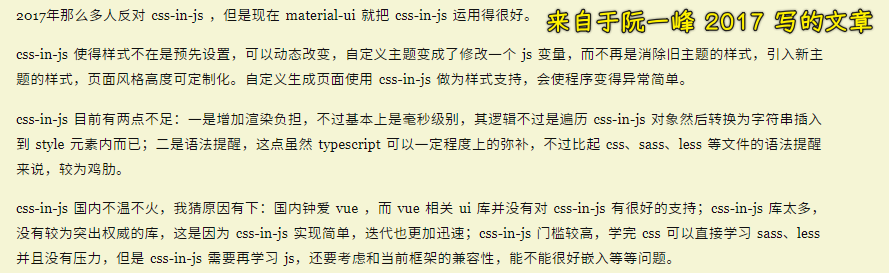 2017年那么多人反对 css-in-js ，但是现在 material-ui 就把 css-in-js 运用得很好。
来自于阮一峰 2017 写的文章
css-in-js 使得样式不在是预先设置，可以动态改变，自定义主题变成了修改一个 js 变量，而不再是消除旧主题的样式，引入新主
题的样式，页面风格高度可定制化。自定义生成页面使用 css-in-js 做为样式支持，会使程序变得异常简单。
css-in-js 目前有两点不足：一是增加渲染负担，不过基本上是毫秒级别，其逻辑不过是遍历 css-in-js 对象然后转换为字符串插入
到 style 元素内而已；二是语法提醒，这点虽然 typescript 可以一定程度上的弥补，不过比起 css、sass、less 等文件的语法提醒
来说，较为鸡肋。
css-in-js 国内不温不火，我猜原因有下：国内钟爱 vue ，而 vue 相关 ui 库并没有对 css-in-js 有很好的支持；css-in-js 库太多，
没有较为突出权威的库，这是因为 css-in-js 实现简单，迭代也更加迅速；css-in-js 门槛较高，学完 css 可以直接学习 sass、less
并且没有压力，但是 css-in-js 需要再学习 js，还要考虑和当前框架的兼容性，能不能很好嵌入等等问题。